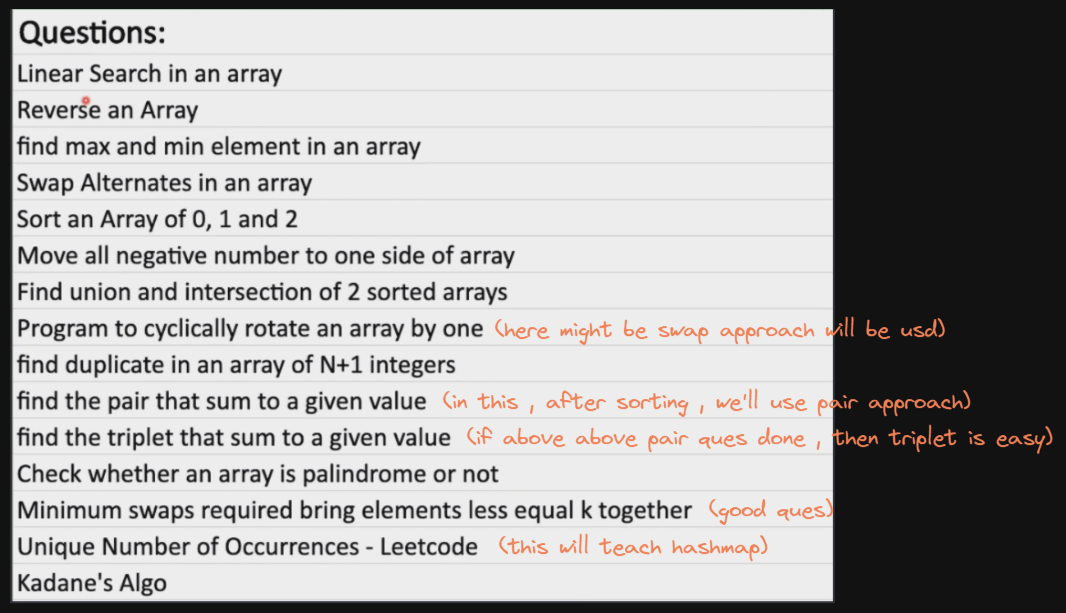 Questions:
Linear Search in an array
Reverse an Array
find max and min element in an array
Swap Alternates in an array
Sort an Array of 0, 1 and 2
Move all negative number to one side of array
Find union and intersection of 2 sorted arrays
Program to cyclically rotate an array by one (here might be swap approach will be usd)
find duplicate in an array of N+1 integers
find the pair that sum to a given value (in this , after sorting , we'll use pair approach)
find the triplet that sum to a given value (if above above pair ques done , then triplet is easy)
Check whether an array is palindrome or not
Minimum swaps required bring elements less equal k together (good ques)
Unique Number of Occurrences - Leetcode (this will teach hashmap)
Kadane's Algo